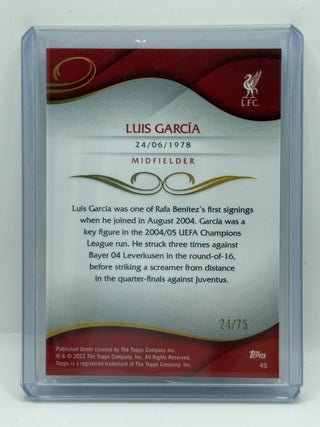 L.F.C.
LUIS GARCÍA
24/06/1978
MIDFIELDER
Luis García was one of Rafa Benítez's first signings
when he joined in August 2004. García was a
key figure in the 2004/05 UEFA Champions
League run. He struck three times against
Bayer 04 Leverkusen in the round-of-16,
before striking a screamer from distance
in the quarter-finals against Juventus.
24/75
Published Under License by The Topps Company Inc.
® & © 2023 The Topps Company, Inc. All Rights Reserved.
Topps is a registered trademark of The Topps Company, Inc.
TOPPS
49